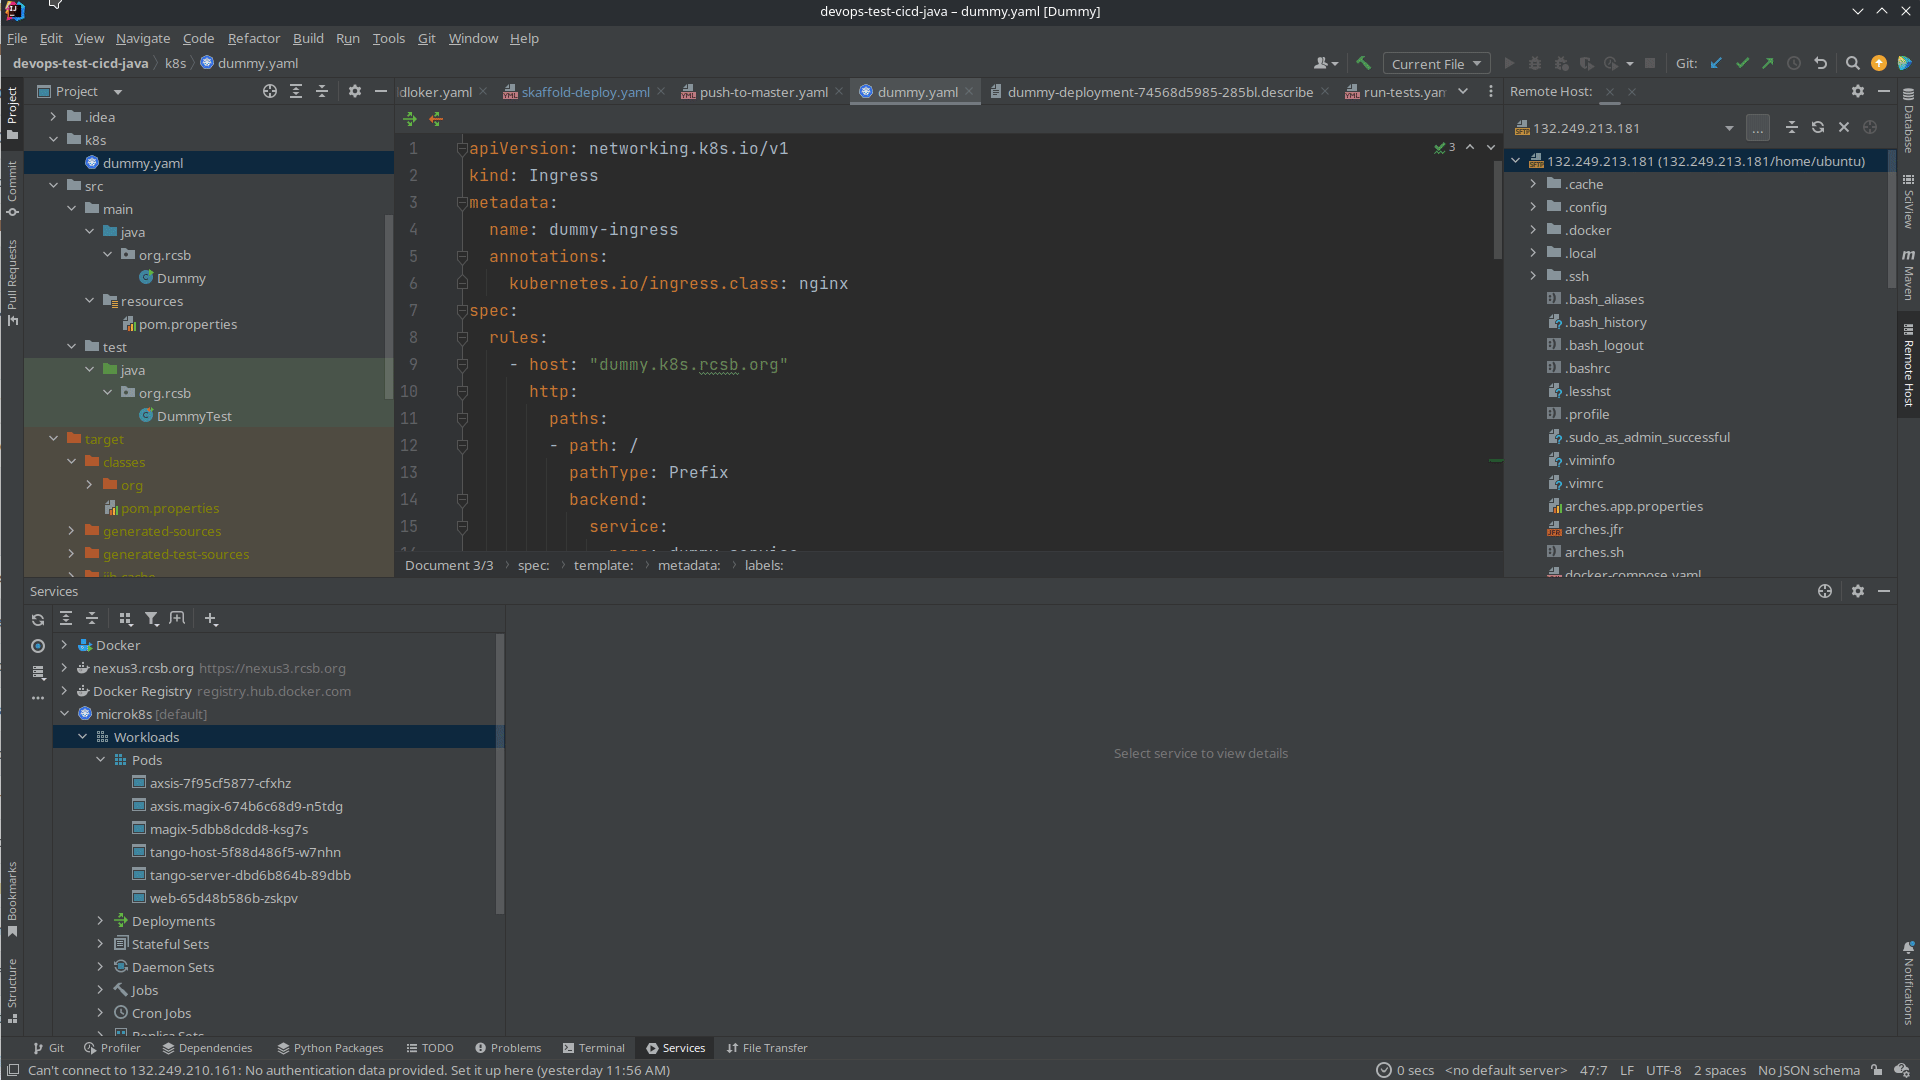 devops-test-cicd-java – dummy.yaml [Dummy]
File Edit View Navigate Code Refactor Build Run Tools Git Window Help
devops-test-cicd-java k8s dummy.yaml
Current File
Git:
Project
dloker.yaml skaffold-deploy.yaml push-to-master.yaml dummy.yaml dummy-deployment-74568d5985-285bl.describe run-tests.yam
Remote Host:
Project
Commit
Pull Requests
Bookmarks
Structure
.idea
k8s
dummy.yaml
src
main
java
org.rcsb
Dummy
resources
pom.properties
test
java
org.rcsb
DummyTest
target
classes
org
pom.properties
generated-sources
generated-test-sources
jib-cache
1 apiVersion: networking.k8s.io/v1
2 kind: Ingress
3 metadata:
4 name: dummy-ingress
5 annotations:
6 kubernetes.io/ingress.class: nginx
7 spec:
8 rules:
9 - host: "dummy.k8s.rcsb.org"
10 http:
11 paths:
12 - path: /
13 pathType: Prefix
14 backend:
15 service:
16 name: dummy-service
3
Document 3/3 spec: template: metadata: labels:
132.249.213.181
...
132.249.213.181 (132.249.213.181/home/ubuntu)
.cache
.config
.docker
.local
.ssh
.bash_aliases
.bash_history
.bash_logout
.bashrc
.lesshst
.profile
.sudo_as_admin_successful
.viminfo
.vimrc
arches.app.properties
arches.jfr
arches.sh
docker-compose.yaml
Database
SciView
Maven
Remote Host
Notifications
Services
Docker
nexus3.rcsb.org https://nexus3.rcsb.org
Docker Registry registry.hub.docker.com
microk8s [default]
Workloads
Pods
axsis-7f95cf5877-cfxhz
axsis.magix-674b6c68d9-n5tdg
magix-5dbb8dcdd8-ksg7s
tango-host-5f88d486f5-w7nhn
tango-server-dbd6b864b-89dbb
web-65d48b586b-zskpv
Deployments
Stateful Sets
Daemon Sets
Jobs
Cron Jobs
Replica Sets
Select service to view details
Git Profiler Dependencies Python Packages TODO Problems Terminal Services File Transfer
Can't connect to 132.249.210.161: No authentication data provided. Set it up here (yesterday 11:56 AM)
0 secs <no default server> 47:7 LF UTF-8 2 spaces No JSON schema